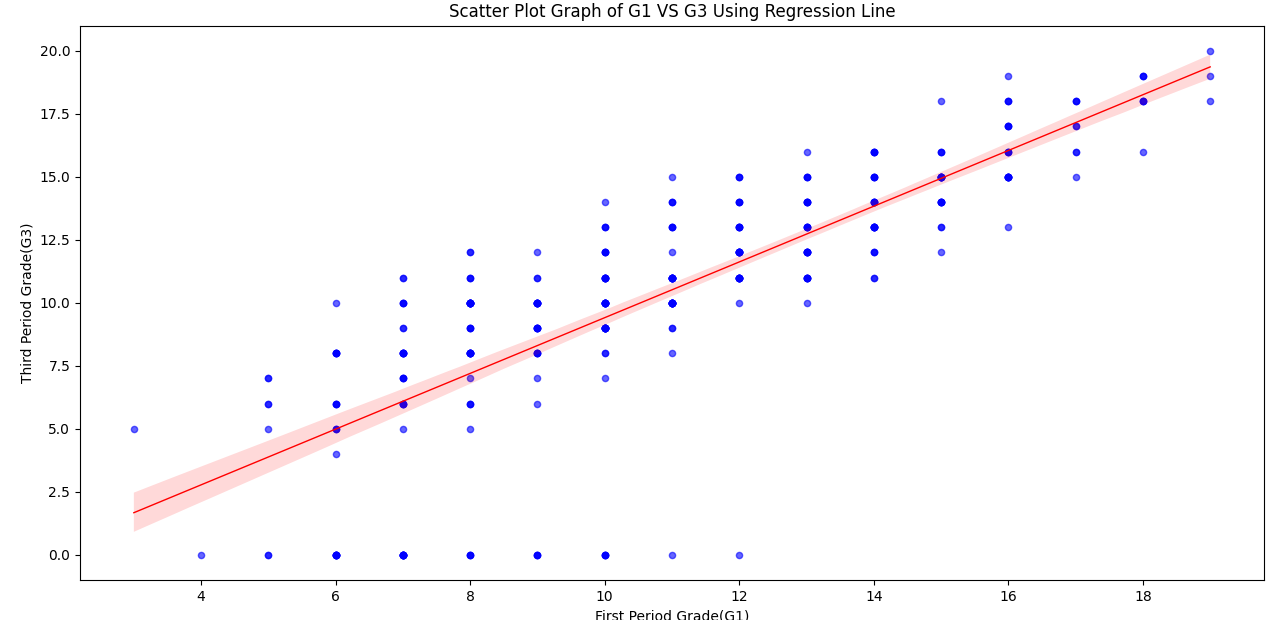 Scatter Plot Graph of G1 VS G3 Using Regression Line
20.0
17.5
15.0
12.5
10.0
7.5
5.0
2.5
0.0
Third Period Grade(G3)
4 6 8 10 12 14 16 18
First Period Grade(G1)